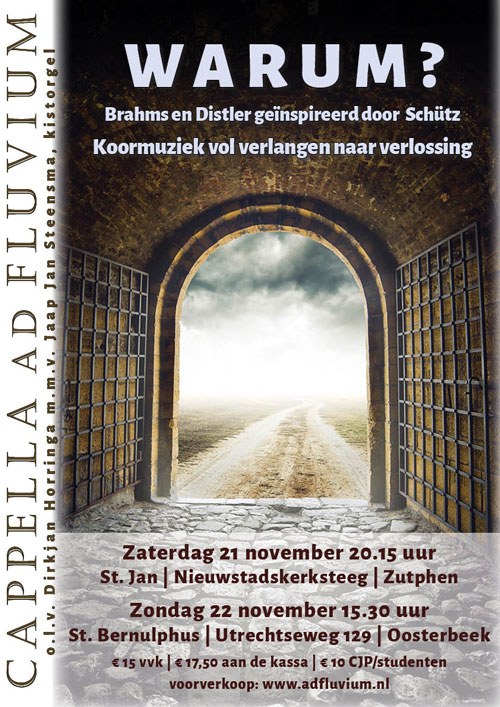 CAPPELLA AD FLUVIUM
o.l.v. Dirkjan Horringa m.m.v. Jaap Jan Steensma, kistorgel
WARUM?
Brahms en Distler geïnspireerd door Schütz
Koormuziek vol verlangen naar verlossing
Zaterdag 21 november 20.15 uur
St. Jan | Nieuwstadskerksteeg | Zutphen
Zondag 22 november 15.30 uur
St. Bernulphus | Utrechtseweg 129 | Oosterbeek
€ 15 vvk | € 17,50 aan de kassa | € 10 CJP/studenten
voorverkoop: www.adfluvium.nl